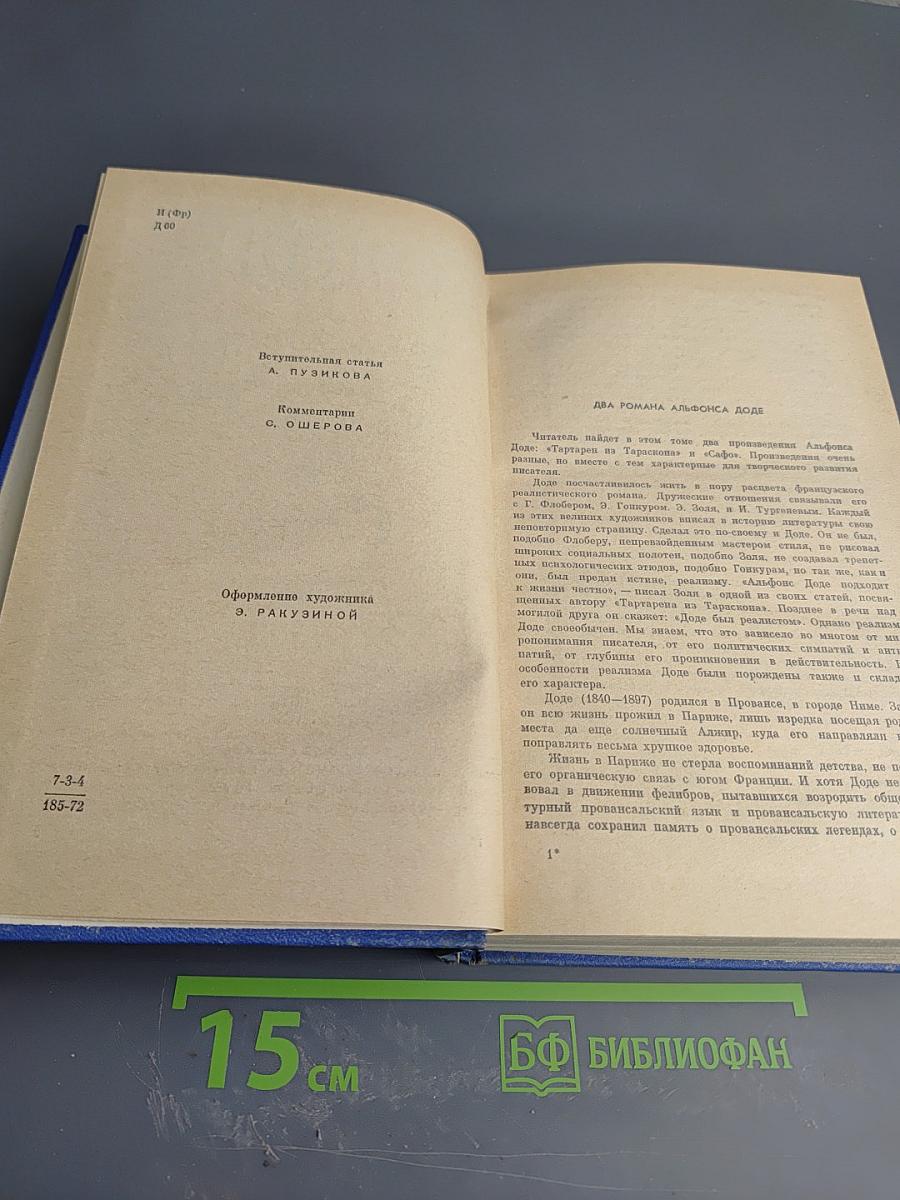 И (Фр)
Д 60
Вступительная статья
А. ПУЗИКОВА
Комментарии
С. ОШЕРОВА
Оформление художника
Э. РАКУЗИНОЙ
7-3-4
185-72
ДВА РОМАНА АЛЬФОНСА ДОДЕ
Читатель найдет в этом томе два произведения Альфонса
Доде: «Тартарен из Тараскона» и «Сафо». Произведения очень
разные, но вместе с тем характерные для творческого развития
писателя.
Доде посчастливилось жить в пору расцвета французского
реалистического романа. Дружеские отношения связывали его
с Г. Флобером, Э. Гонкуром. Э. Золя, и И. Тургеневым. Каждый
из этих великих художников вписал в историю литературы свою
неповторимую страницу. Сделал это по-своему и Доде. Он не был,
подобно Флоберу, непревзойденным мастером стиля, не рисовал
широких социальных полотен, подобно Золя, не создавал трепет-
ных психологических этюдов, подобно Гонкурам, но так же, как и
они, был предан истине, реализму. «Альфонс Доде подходит
к жизни честно», — писал Золя в одной из своих статей, посвя-
щенных автору «Тартарена из Тараскона». Позднее в речи над
могилой друга он скажет: «Доде был реалистом». Однако реализм
Доде своеобычен. Мы знаем, что это зависело во многом от ми
ропонимания писателя, от его политических симпатий и анти
патий, от глубины его проникновения в действительность. Н
особенности реализма Доде были порождены также и склад
его характера.
Доде (1840—1897) родился в Провансе, в городе Ниме. За
он всю жизнь прожил в Париже, лишь изредка посещая род
места да еще солнечный Алжир, куда его направляли в
поправлять весьма хрупкое здоровье.
Жизнь в Париже не стерла воспоминаний детства, не по
его органическую связь с югом Франции. И хотя Доде не
вовал в движении фелибров, пытавшихся возродить обще
турный провансальский язык и провансальскую литерат
навсегда сохранил память о провансальских легендах, о
1*
15 см
БФ БИБЛИОФАН